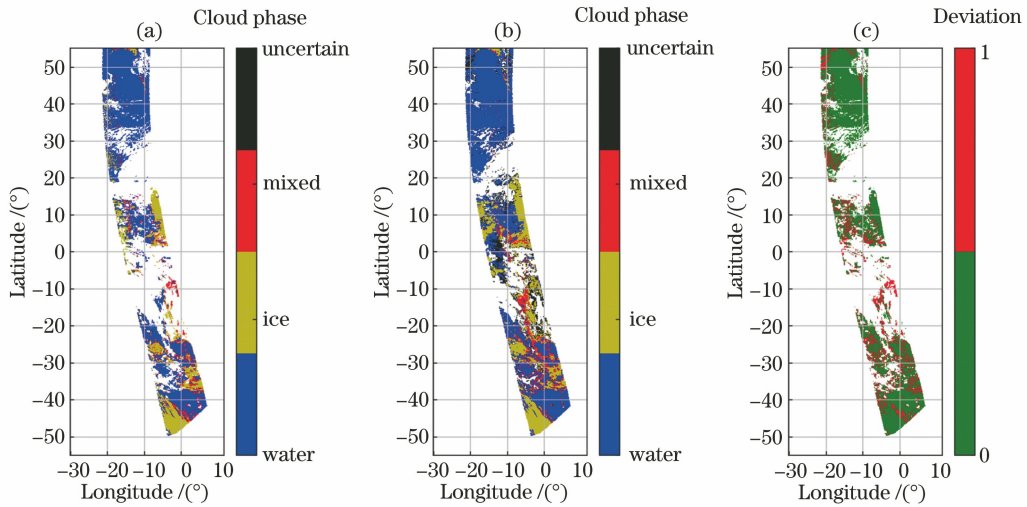 Cloud phase
(a)
uncertain
mixed
ice
water
50
40
30
20
10
0
−10
−20
−30
−40
−50
Latitude /(°)
−30 −20 −10 0 10
Longitude /(°)
Cloud phase
(b)
uncertain
mixed
ice
water
50
40
30
20
10
0
−10
−20
−30
−40
−50
Latitude /(°)
−30 −20 −10 0 10
Longitude /(°)
Deviation
(c)
1
0
50
40
30
20
10
0
−10
−20
−30
−40
−50
Latitude /(°)
−30 −20 −10 0 10
Longitude /(°)